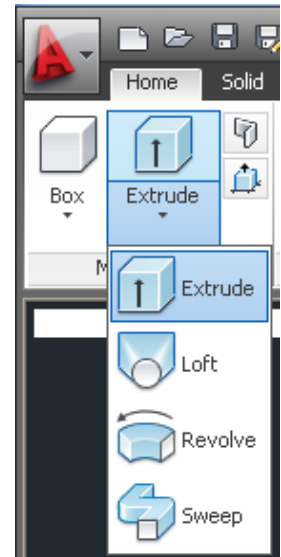 Home Solid
Box Extrude
M
Extrude
Loft
Revolve
Sweep